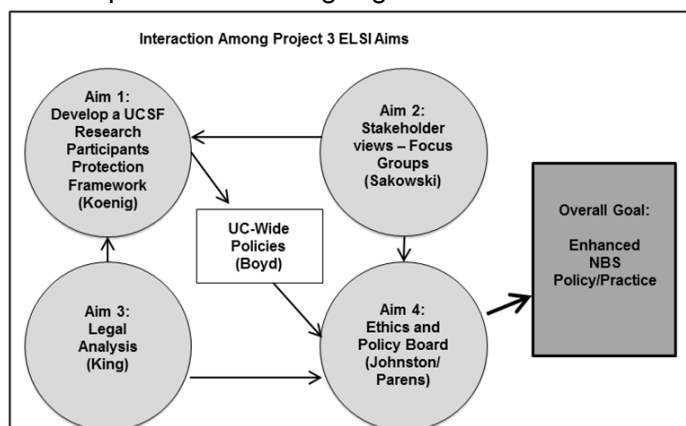 Interaction Among Project 3 ELSI Aims
Aim 1:
Develop a UCSF
Research
Participants
Protection
Framework
(Koenig)
Aim 2:
Stakeholder
views – Focus
Groups
(Sakowski)
UC-Wide
Policies
(Boyd)
Overall Goal:
Enhanced
NBS
Policy/Practice
Aim 3:
Legal
Analysis
(King)
Aim 4:
Ethics and
Policy Board
(Johnston/
Parens)